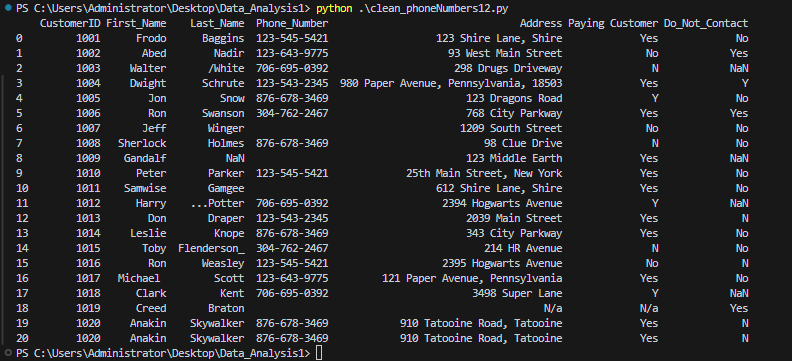 PS C:\Users\Administrator\Desktop\Data_Analysis1> python .\clean_phoneNumbers12.py
CustomerID First_Name Last_Name Phone_Number Address Paying Customer Do_Not_Contact
0 1001 Frodo Baggins 123-545-5421 123 Shire Lane, Shire Yes No
1 1002 Abed Nadir 123-643-9775 93 West Main Street No Yes
2 1003 Walter /White 706-695-0392 298 Drugs Driveway N NaN
3 1004 Dwight Schrute 123-543-2345 980 Paper Avenue, Pennsylvania, 18503 Yes Y
4 1005 Jon Snow 876-678-3469 123 Dragons Road Y No
5 1006 Ron Swanson 304-762-2467 768 City Parkway Yes Yes
6 1007 Jeff Winger 1209 South Street No No
7 1008 Sherlock Holmes 876-678-3469 98 Clue Drive N No
8 1009 Gandalf NaN 123 Middle Earth Yes NaN
9 1010 Peter Parker 123-545-5421 25th Main Street, New York Yes No
10 1011 Samwise Gamgee 612 Shire Lane, Shire Yes No
11 1012 Harry ...Potter 706-695-0392 2394 Hogwarts Avenue Y NaN
12 1013 Don Draper 123-543-2345 2039 Main Street Yes N
13 1014 Leslie Knope 876-678-3469 343 City Parkway Yes No
14 1015 Toby Flenderson_ 304-762-2467 214 HR Avenue N No
15 1016 Ron Weasley 123-545-5421 2395 Hogwarts Avenue No N
16 1017 Michael Scott 123-643-9775 121 Paper Avenue, Pennsylvania Yes No
17 1018 Clark Kent 706-695-0392 3498 Super Lane Y NaN
18 1019 Creed Braton N/a N/a Yes
19 1020 Anakin Skywalker 876-678-3469 910 Tatooine Road, Tatooine Yes N
20 1020 Anakin Skywalker 876-678-3469 910 Tatooine Road, Tatooine Yes N
PS C:\Users\Administrator\Desktop\Data_Analysis1>